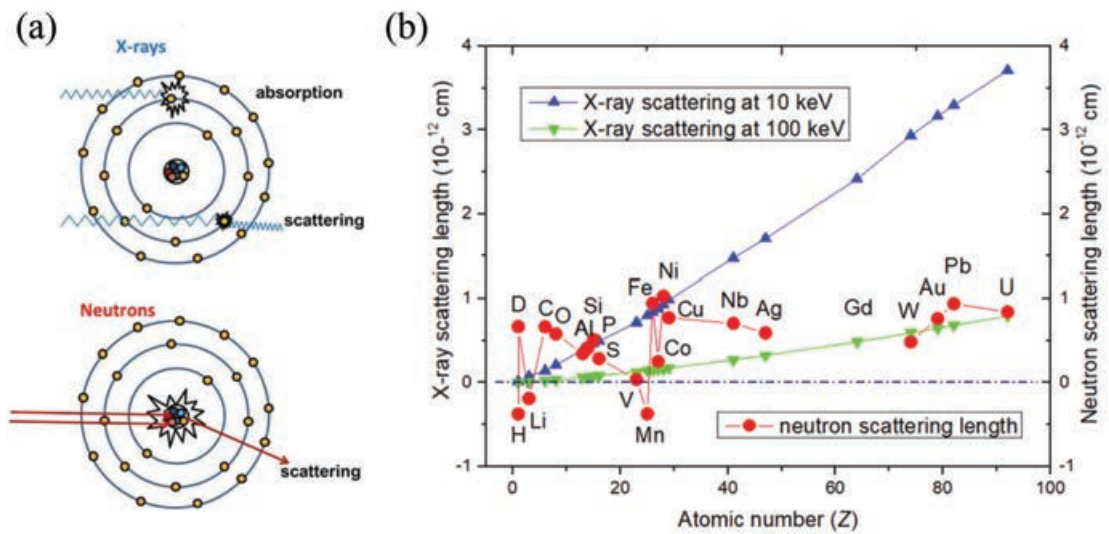 (a)
X-rays
absorption
scattering
Neutrons
scattering
(b)
X-ray scattering length (10-¹² cm)
4
3
2
1
0
-1
X-ray scattering at 10 keV
X-ray scattering at 100 keV
D
H
Li
C
O
Al
Si
P
S
V
Mn
Fe
Ni
Co
Cu
Nb
Ag
Gd
W
Au
Pb
U
neutron scattering length
4
3
2
1
0
-1
Neutron scattering length (10⁻¹² cm)
0 20 40 60 80 100
Atomic number (Z)